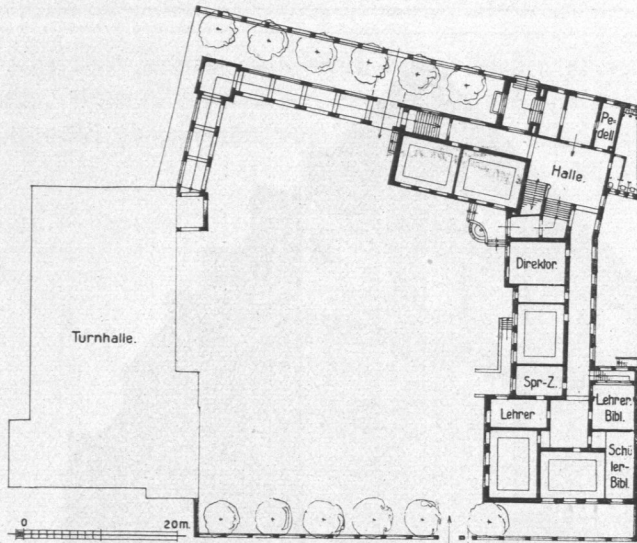 Pe-
dell
Halle.
Direktor.
Turnhalle.
Spr-Z.
Lehrer
Lehrer,
Bibl.
Schü
ler-
Bibl.
0
20 m.